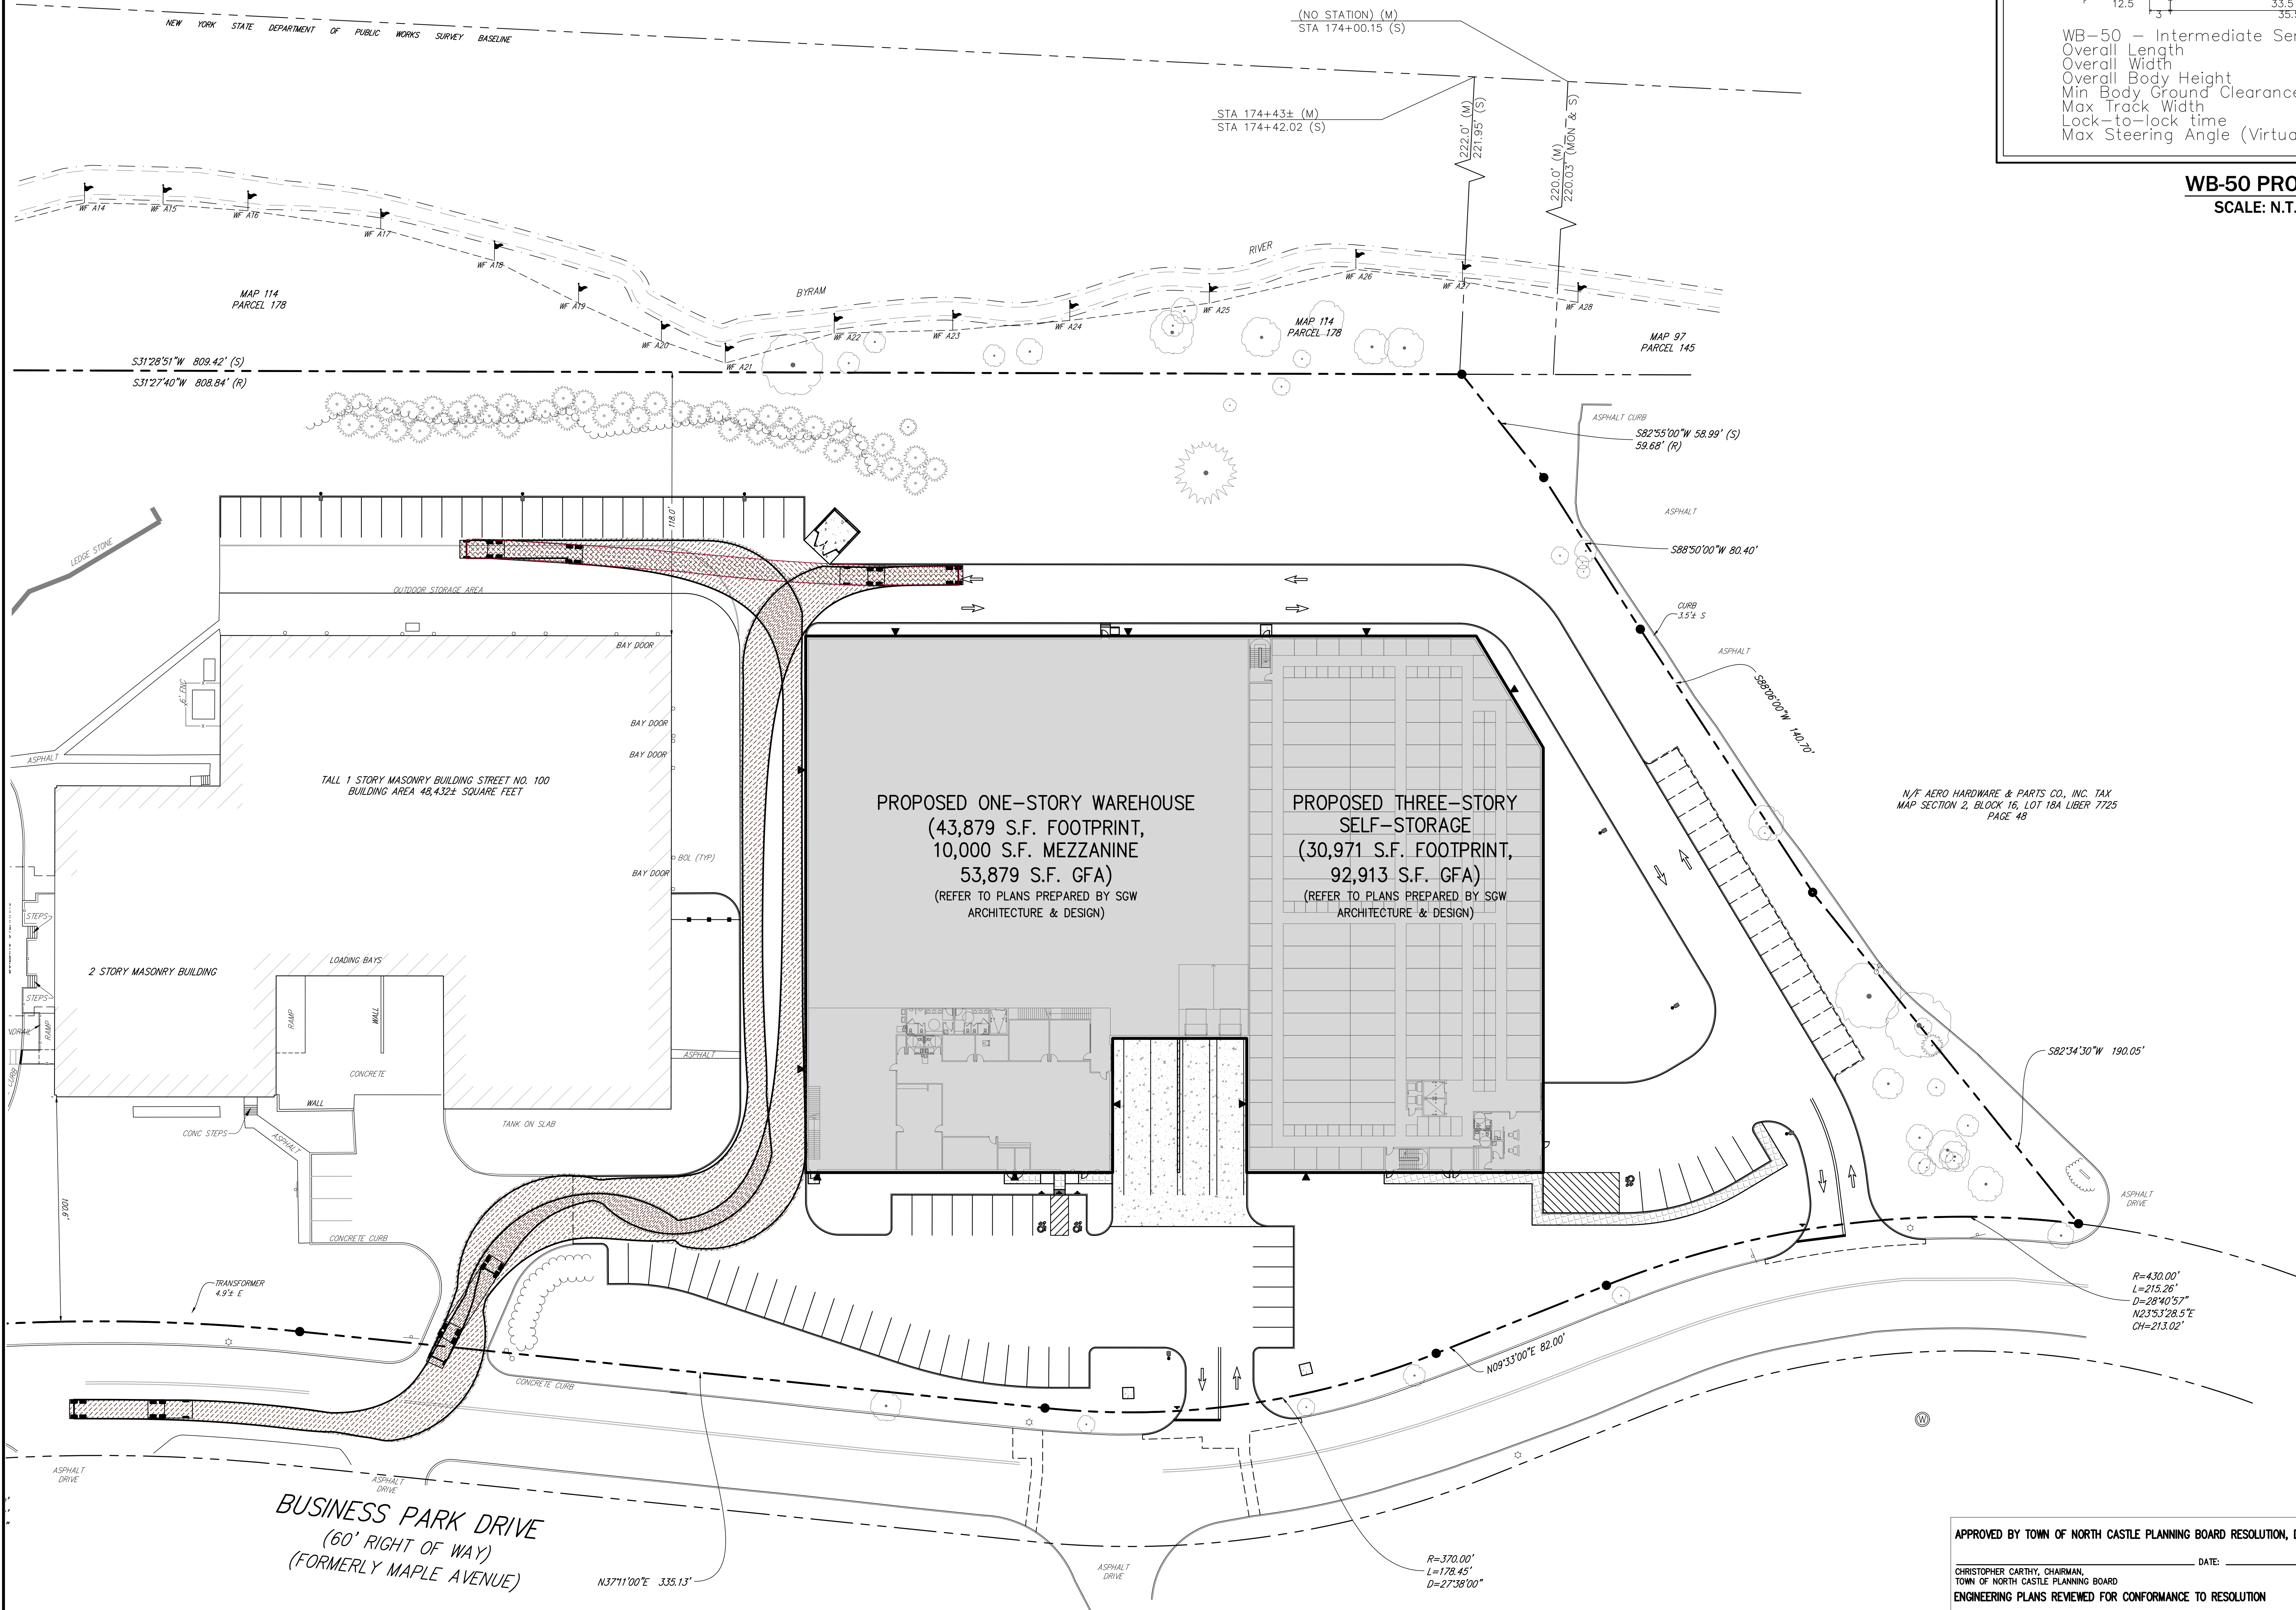 NEW YORK STATE DEPARTMENT OF PUBLIC WORKS SURVEY BASELINE
(NO STATION) (M)
STA 174+00.15 (S)
STA 174+43± (M)
STA 174+42.02 (S)
222.0' (M)
221.95' (S)
220.0' (M)
220.03' (MON & S)
12.5
3
33.5
WB-50 - Intermediate
Overall Length
Overall Width
Overall Body Height
Min Body Ground Clearance
Max Track Width
Lock-to-lock time
Max Steering Angle
WB-50
SCALE: N.T.
WF A14
WF A15
WF A16
WF A17
WF A18
WF A19
WF A20
WF A21
WF A22
WF A23
WF A24
WF A25
WF A26
WF A27
WF A28
BYRAM
RIVER
MAP 114
PARCEL 178
MAP 114
PARCEL 178
MAP 97
PARCEL 145
S31°28'51"W 809.42' (S)
S31°27'40"W 808.84' (R)
ASPHALT CURB
S82°55'00"W 58.99' (S)
59.68' (R)
ASPHALT
S88°50'00"W 80.40'
CURB
3.5'± S
ASPHALT
S88°06'00"W 140.70'
118.0'
LEDGE STONE
OUTDOOR STORAGE AREA
BAY DOOR
6' FNC
BAY DOOR
BAY DOOR
ASPHALT
TALL 1 STORY MASONRY BUILDING STREET NO. 100
BUILDING AREA 48,432± SQUARE FEET
BOL (TYP)
BAY DOOR
PROPOSED ONE-STORY WAREHOUSE
(43,879 S.F. FOOTPRINT,
10,000 S.F. MEZZANINE
53,879 S.F. GFA)
(REFER TO PLANS PREPARED BY SGW
ARCHITECTURE & DESIGN)
PROPOSED THREE-STORY
SELF-STORAGE
(30,971 S.F. FOOTPRINT,
92,913 S.F. GFA)
(REFER TO PLANS PREPARED BY SGW
ARCHITECTURE & DESIGN)
N/F AERO HARDWARE & PARTS CO., INC. TAX
MAP SECTION 2, BLOCK 16, LOT 18A LIBER 7725
PAGE 48
STEPS
2 STORY MASONRY BUILDING
LOADING BAYS
STEPS
RAMP
RAMP
WALL
CURB
ASPHALT
CONCRETE
WALL
TANK ON SLAB
CONC STEPS
ASPHALT
S82°34'30"W 190.05'
100.6'
CONCRETE CURB
TRANSFORMER
4.9'± E
CONCRETE CURB
ASPHALT
DRIVE
R=430.00'
L=215.26'
D=28°40'57"
N23°53'28.5"E
CH=213.02'
N09°33'00"E 82.00'
W
ASPHALT
DRIVE
ASPHALT
DRIVE
BUSINESS PARK DRIVE
(60' RIGHT OF WAY)
(FORMERLY MAPLE AVENUE)
N37°11'00"E 335.13'
ASPHALT
DRIVE
R=370.00'
L=178.45'
D=27°38'00"
APPROVED BY TOWN OF NORTH CASTLE PLANNING BOARD RESOLUTION,
DATE:
CHRISTOPHER CARTHY, CHAIRMAN,
TOWN OF NORTH CASTLE PLANNING BOARD
ENGINEERING PLANS REVIEWED FOR CONFORMANCE TO RESOLUTION